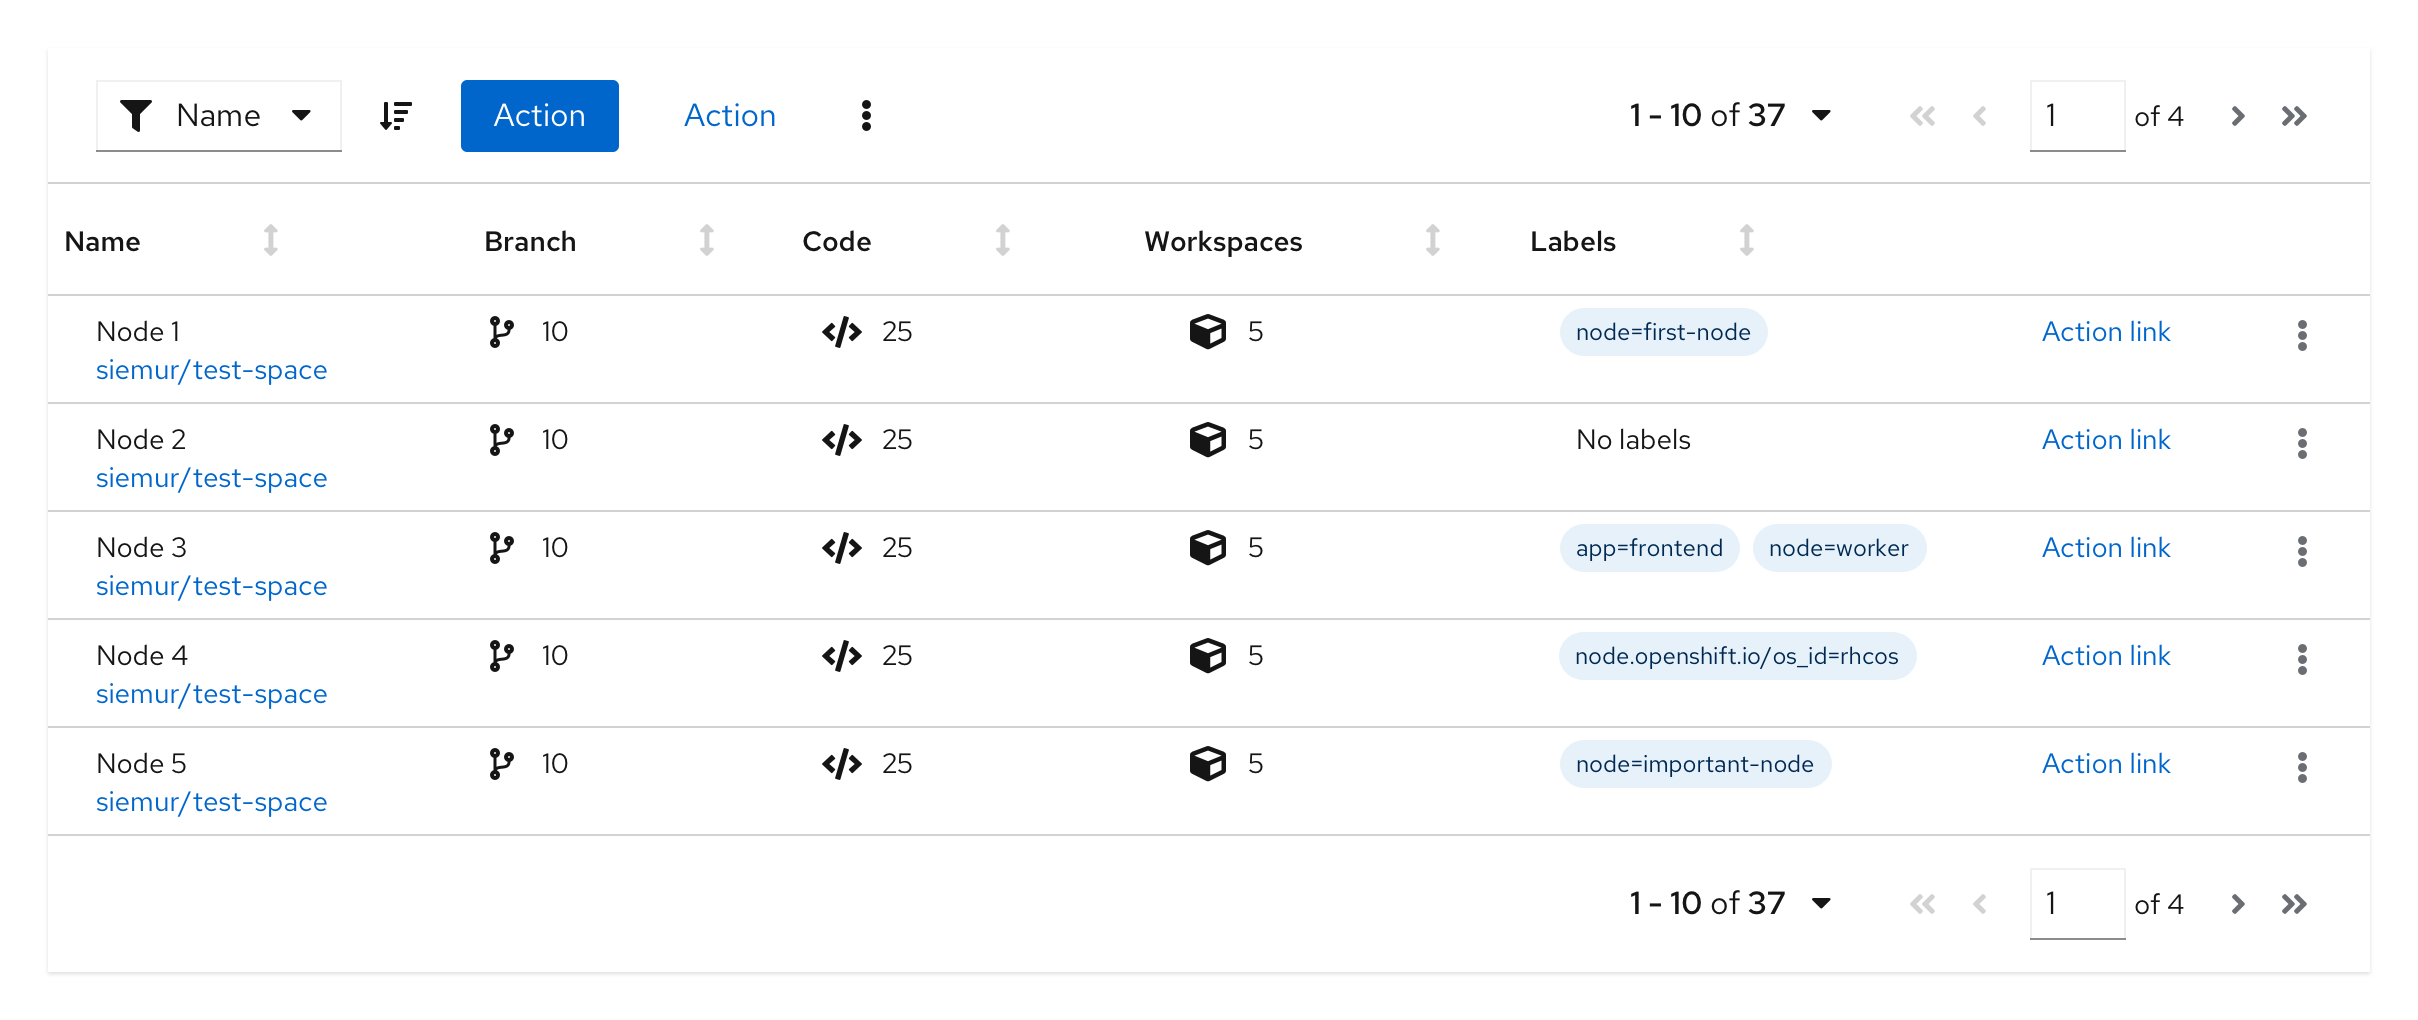 Name Action Action 1 - 10 of 37 1 of 4
Name Branch Code Workspaces Labels
Node 1 10 25 5 node=first-node Action link
siemur/test-space
Node 2 10 25 5 No labels Action link
siemur/test-space
Node 3 10 25 5 app=frontend node=worker Action link
siemur/test-space
Node 4 10 25 5 node.openshift.io/os_id=rhcos Action link
siemur/test-space
Node 5 10 25 5 node=important-node Action link
siemur/test-space
1 - 10 of 37 1 of 4